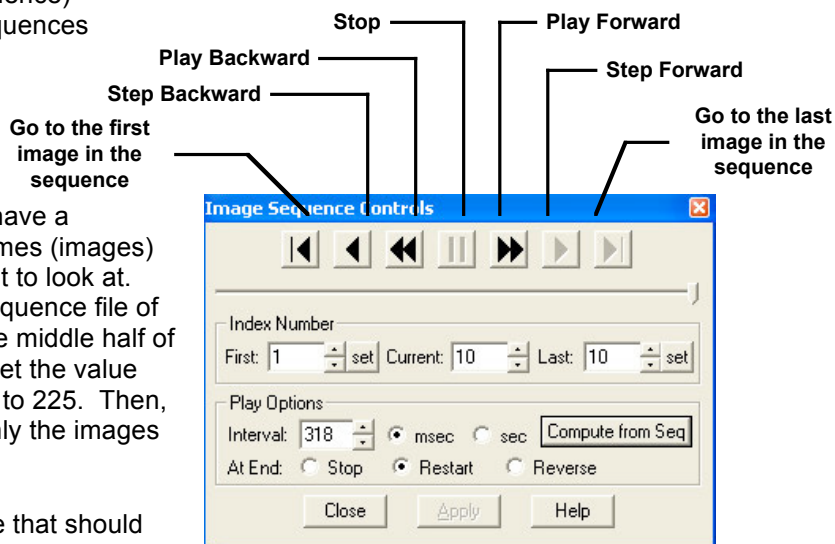 quences
Stop
Play Forward
Play Backward
Step Forward
Step Backward
Go to the first
image in the
sequence
Go to the last
image in the
sequence
have a
mes (images)
t to look at.
quence file of
e middle half of
et the value
to 225. Then,
ly the images
e that should
Image Sequence Controls
Index Number
First: 1 set Current: 10 Last: 10 set
Play Options
Interval: 318 msec sec Compute from Seq
At End: Stop Restart Reverse
Close Apply Help